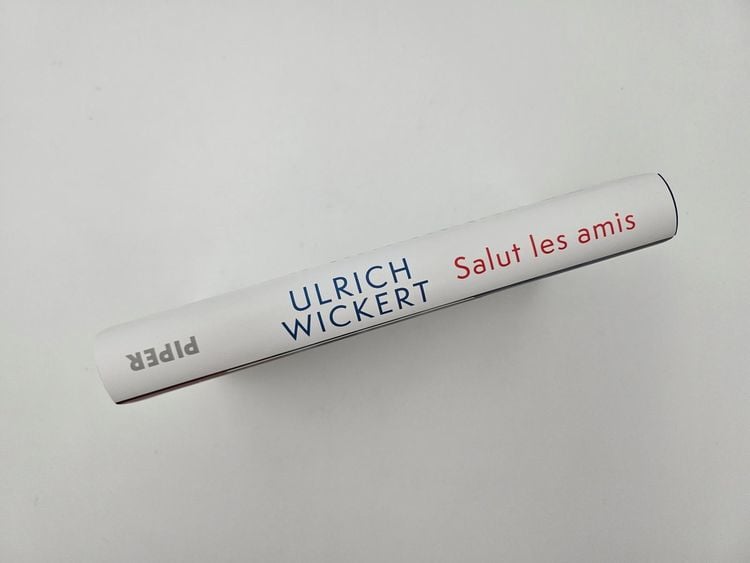 ULRICH
WICKERT
Salut les amis
PIPER